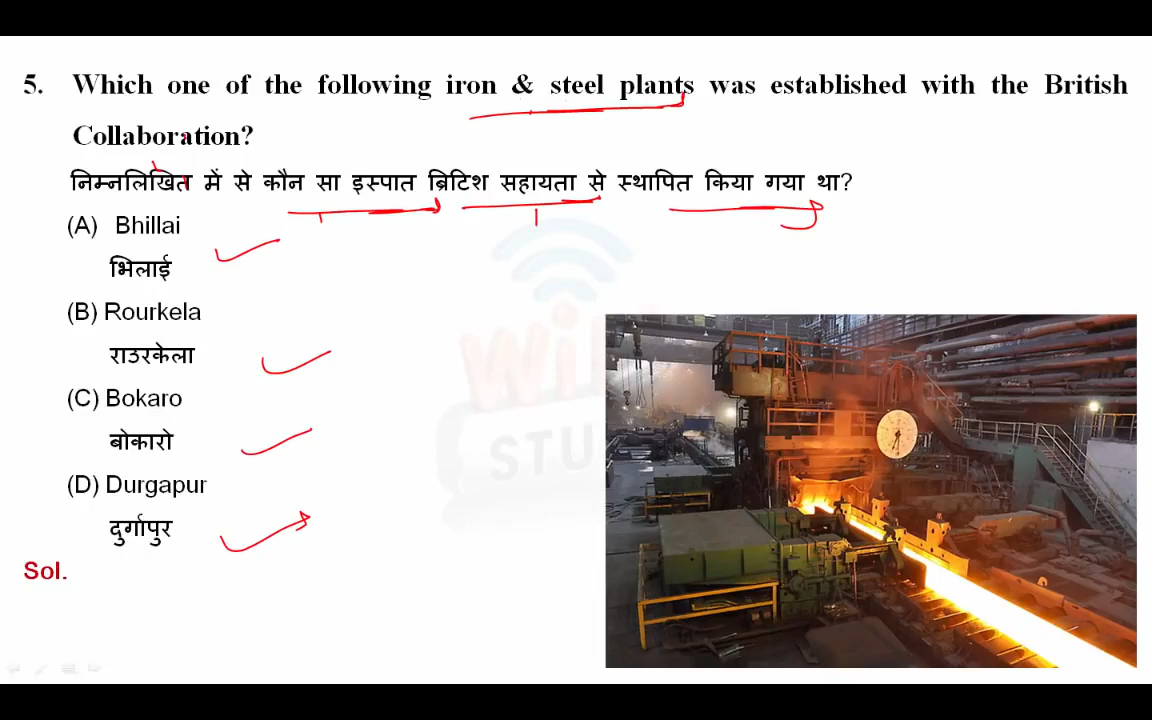 5. Which one of the following iron & steel plants was established with the British
Collaboration?
निम्नलिखित में से कौन सा इस्पात ब्रिटिश सहायता से स्थापित किया गया था?
(A) Bhillai
भिलाई
(B) Rourkela
राउरकेला
(C) Bokaro
बोकारो
(D) Durgapur
दुर्गापुर
Sol.